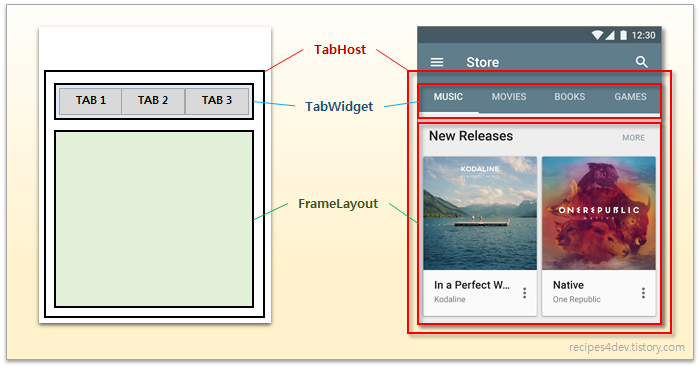 TabHost
TabWidget
FrameLayout
TAB 1 TAB 2 TAB 3
12:30
Store
MUSIC MOVIES BOOKS GAMES
New Releases MORE
KODALINE
ONEREPUBLIC
NATIVE
In a Perfect W...
Kodaline
Native
One Republic
recipes4dev.tistory.com